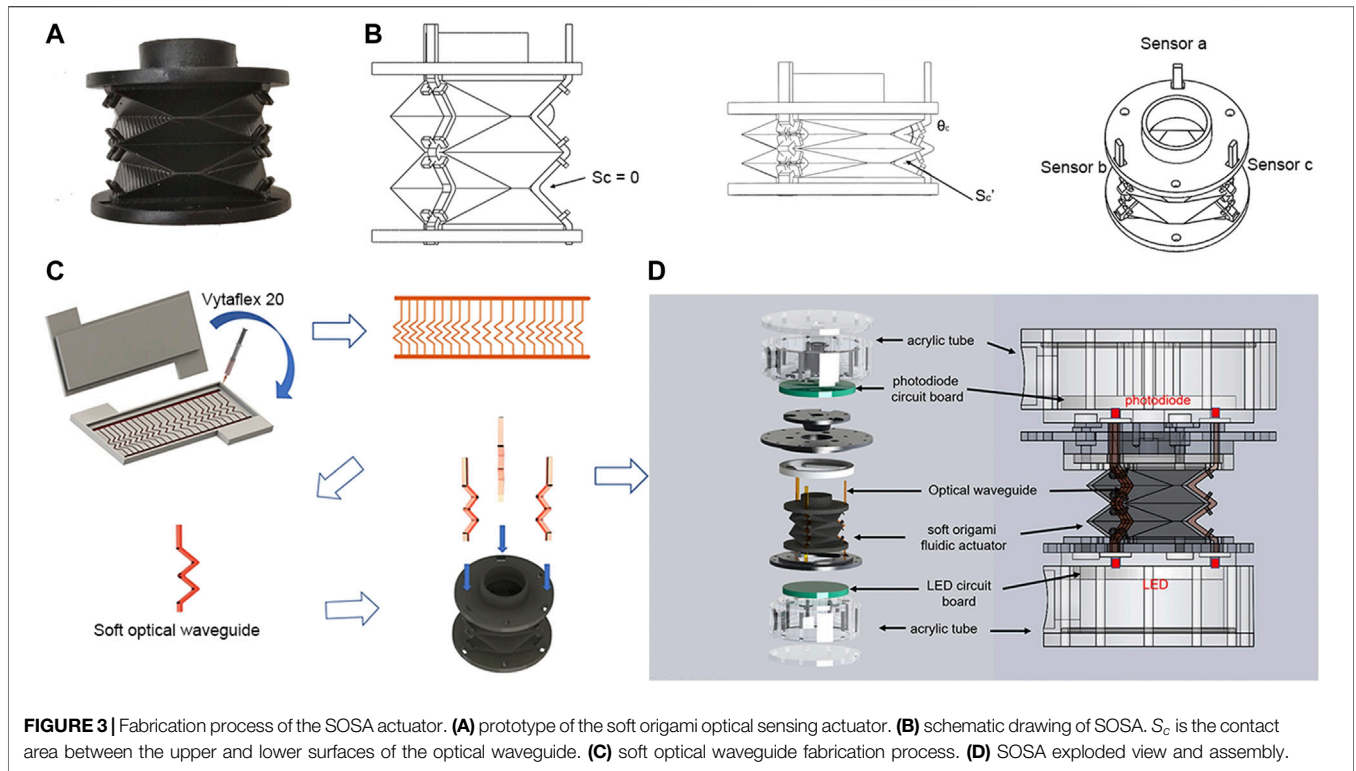 A
B
Sc = 0
θc
Sc'
Sensor a
Sensor b
Sensor c
C
Vytaflex 20
Soft optical waveguide
D
acrylic tube
photodiode
circuit board
Optical waveguide
soft origami
fluidic actuator
LED circuit
board
acrylic tube
photodiode
LED
FIGURE 3 | Fabrication process of the SOSA actuator. (A) prototype of the soft origami optical sensing actuator. (B) schematic drawing of SOSA. Sc is the contact
area between the upper and lower surfaces of the optical waveguide. (C) soft optical waveguide fabrication process. (D) SOSA exploded view and assembly.